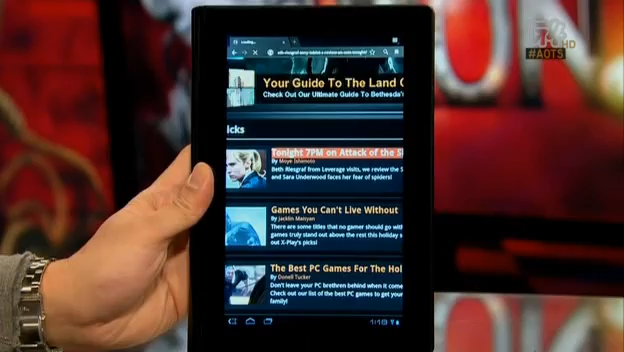 Loading...
HD
#AOTS
Your Guide To The Land O
Check Out Our Ultimate Guide To Bethesda's
icks
Tonight 7PM on Attack of the S
By Moye Ishimoto
Beth Riesgraf from Leverage visits, we review the S
and Sara Underwood faces her fear of spiders!
Games You Can't Live Without
By Jacklin Mainyan
There are some titles that no gamer should go with
games truly stand out above the rest this holiday s
out X-Play's picks!
The Best PC Games For The Hol
By Donell Tucker
Don't leave your PC brethren behind when it come
Check out our list of the best PC games to get your
family!